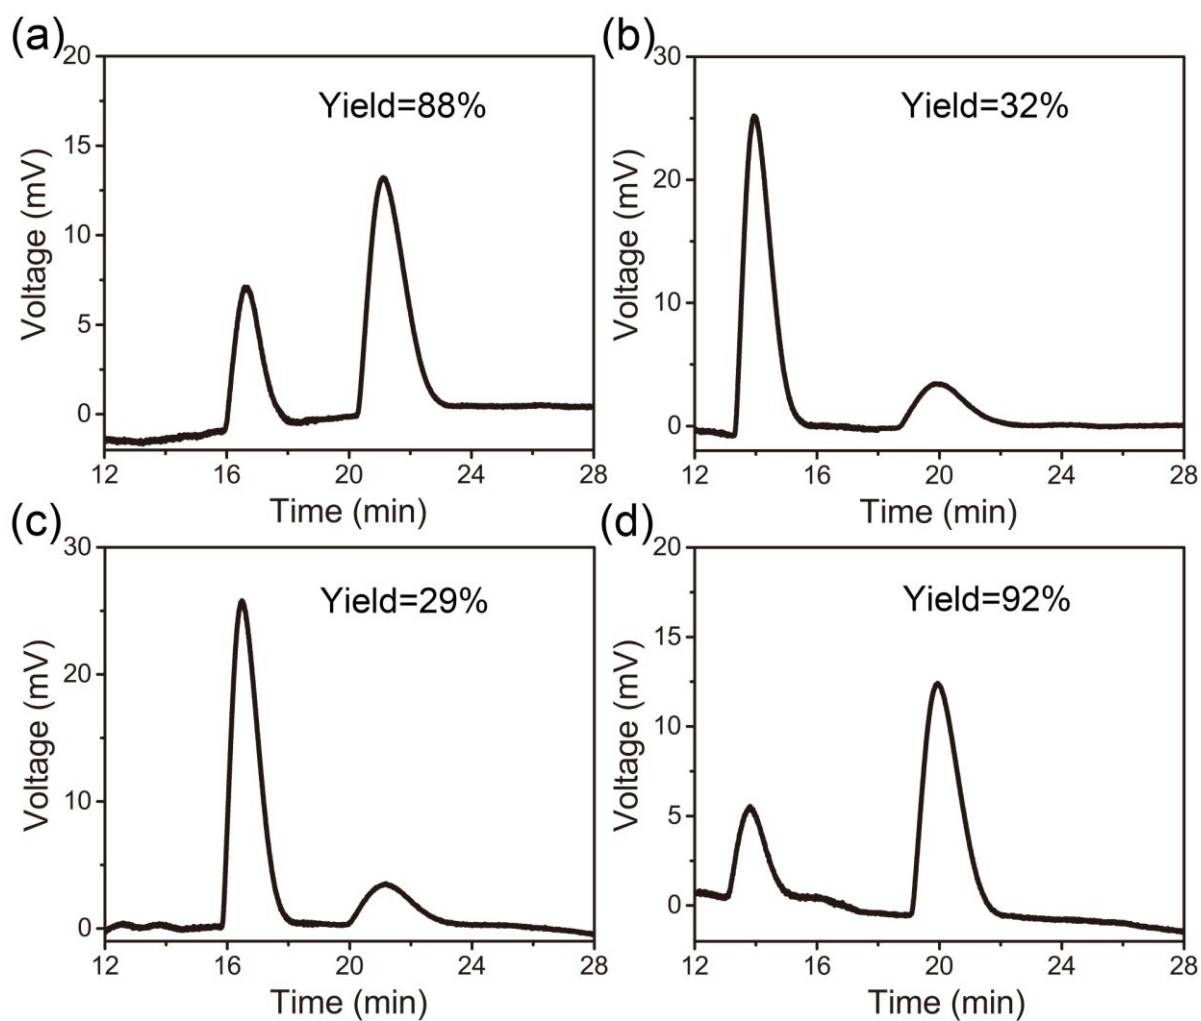 (a)
20
15
10
5
0
Voltage (mV)
Yield=88%
12 16 20 24 28
Time (min)
(b)
30
20
10
0
Voltage (mV)
Yield=32%
12 16 20 24 28
Time (min)
(c)
30
20
10
0
Voltage (mV)
Yield=29%
12 16 20 24 28
Time (min)
(d)
20
15
10
5
0
Voltage (mV)
Yield=92%
12 16 20 24 28
Time (min)